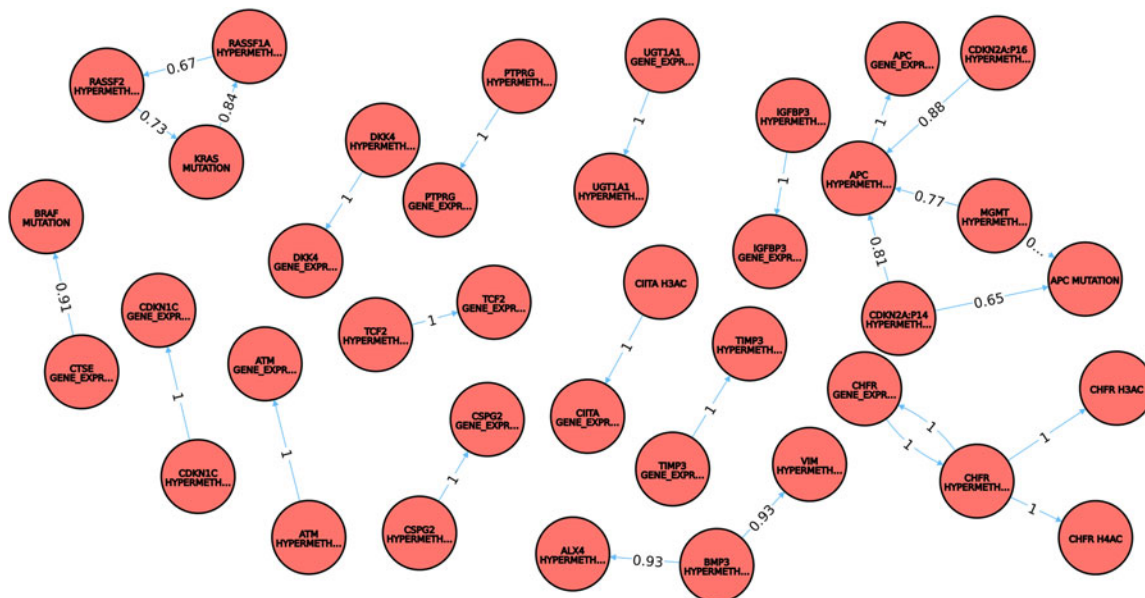 RASSF1A
HYPERMETH...
0.67
RASSF2
HYPERMETH...
0.84
0.73
KRAS
MUTATION
PTPRG
HYPERMETH...
1
PTPRG
GENE_EXPR...
UGT1A1
GENE_EXPR...
1
UGT1A1
HYPERMETH...
DKK4
HYPERMETH...
1
DKK4
GENE_EXPR...
IGFBP3
HYPERMETH...
1
IGFBP3
GENE_EXPR...
APC
GENE_EXPR...
CDKN2A:P16
HYPERMETH...
1
0.88
APC
HYPERMETH...
0.77
MGMT
HYPERMETH...
0...
0.81
APC MUTATION
0.65
CDKN2A:P14
HYPERMETH...
BRAF
MUTATION
0.91
CTSE
GENE_EXPR...
CDKN1C
GENE_EXPR...
1
CDKN1C
HYPERMETH...
ATM
GENE_EXPR...
1
ATM
HYPERMETH...
TCF2
HYPERMETH...
1
TCF2
GENE_EXPR...
CIITA H3AC
1
CIITA
GENE_EXPR...
TIMP3
HYPERMETH...
1
TIMP3
GENE_EXPR...
CSPG2
GENE_EXPR...
1
CSPG2
HYPERMETH...
CHFR
GENE_EXPR...
1
1
CHFR
HYPERMETH...
1
CHFR H3AC
1
CHFR H4AC
VIM
HYPERMETH...
0.93
BMP3
HYPERMETH...
0.93
ALX4
HYPERMETH...